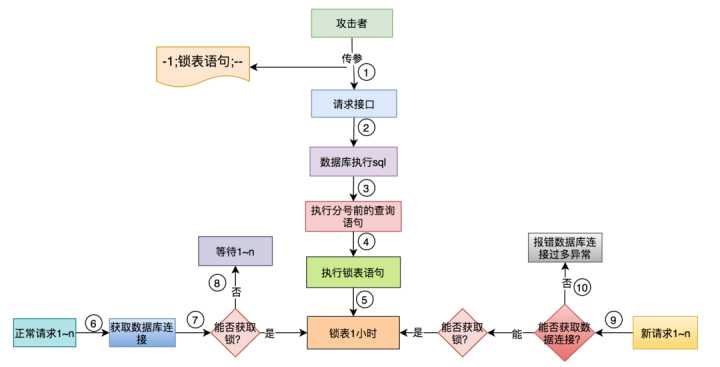 攻击者
传参
①
-1;锁表语句;--
请求接口
②
数据库执行sql
③
执行分号前的查询
语句
④
执行锁表语句
⑤
锁表1小时
正常请求1~n
⑥
获取数据库连
接
⑦
能否获取
锁?
是
否
⑧
等待1~n
新请求1~n
⑨
能否获取数
据连接?
否
⑩
报错数据库连
接过多异常
能
能否获取
锁?
是